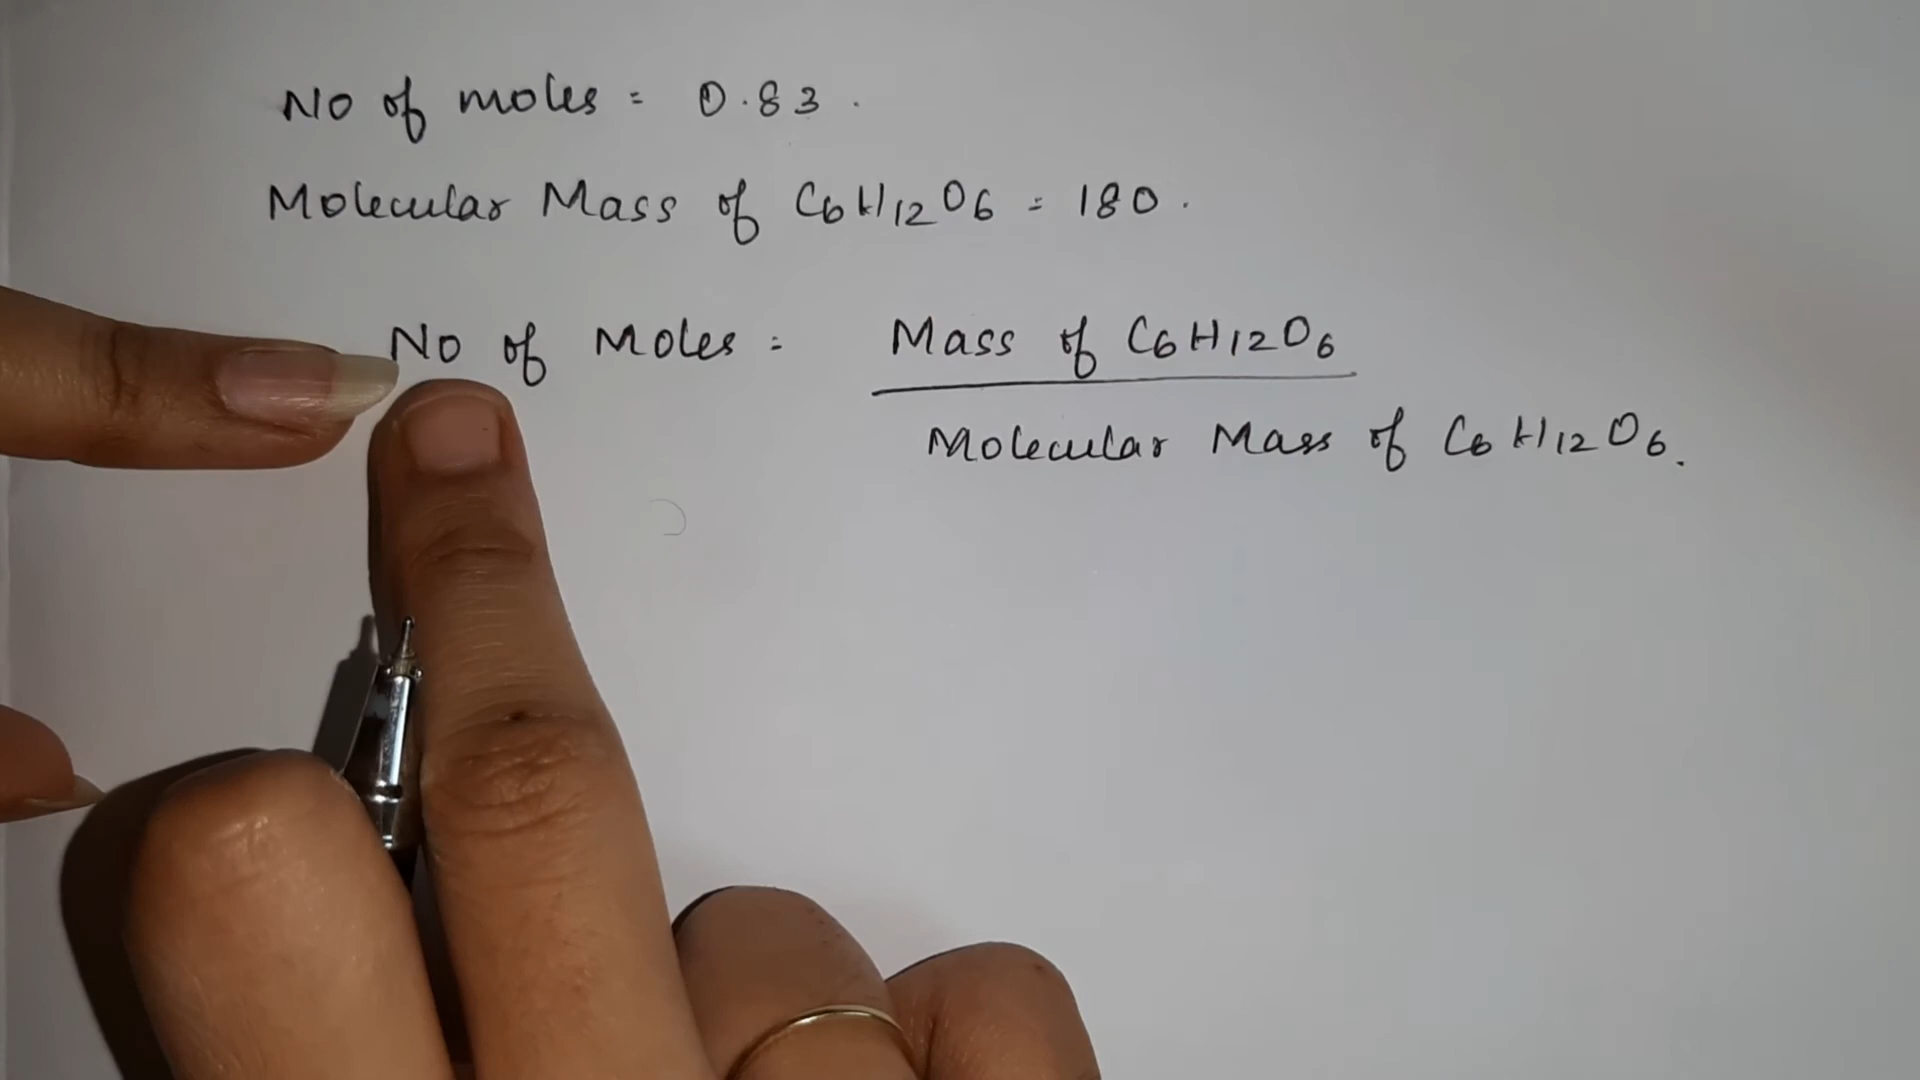 No of moles = 0.83.
Molecular Mass of C6H12O6 = 180.
No of Moles = Mass of C6H12O6
Molecular Mass of C6H12O6.